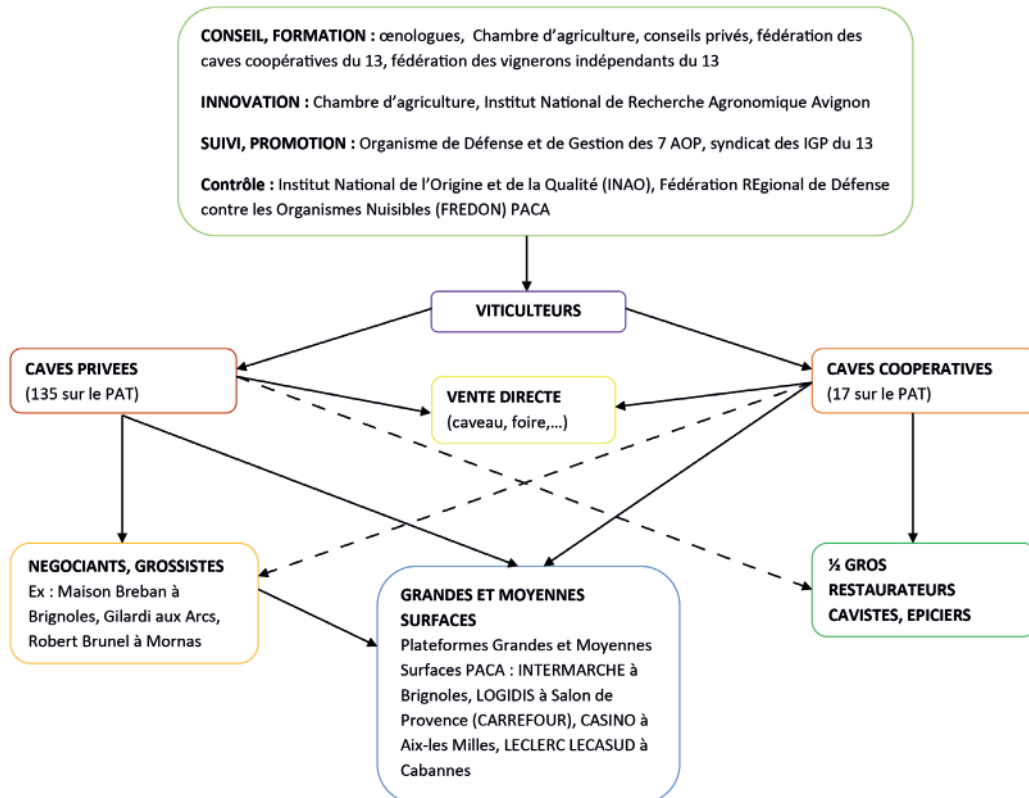 CONSEIL, FORMATION : œnologues,  Chambre d’agriculture, conseils privés, fédération des
caves coopératives du 13, fédération des vignerons indépendants du 13
INNOVATION : Chambre d’agriculture, Institut National de Recherche Agronomique Avignon
SUIVI, PROMOTION : Organisme de Défense et de Gestion des 7 AOP, syndicat des IGP du 13
Contrôle : Institut National de l’Origine et de la Qualité (INAO), Fédération REgional de Défense
contre les Organismes Nuisibles (FREDON) PACA
VITICULTEURS
CAVES PRIVEES
(135 sur le PAT)
VENTE DIRECTE
(caveau, foire,…)
CAVES COOPERATIVES
(17 sur le PAT)
NEGOCIANTS, GROSSISTES
Ex : Maison Breban à
Brignoles, Gilardi aux Arcs,
Robert Brunel à Mornas
GRANDES ET MOYENNES
SURFACES
Plateformes Grandes et Moyennes
Surfaces PACA : INTERMARCHE à
Brignoles, LOGIDIS à Salon de
Provence (CARREFOUR), CASINO à
Aix-les Milles, LECLERC LECASUD à
Cabannes
½ GROS
RESTAURATEURS
CAVISTES, EPICIERS